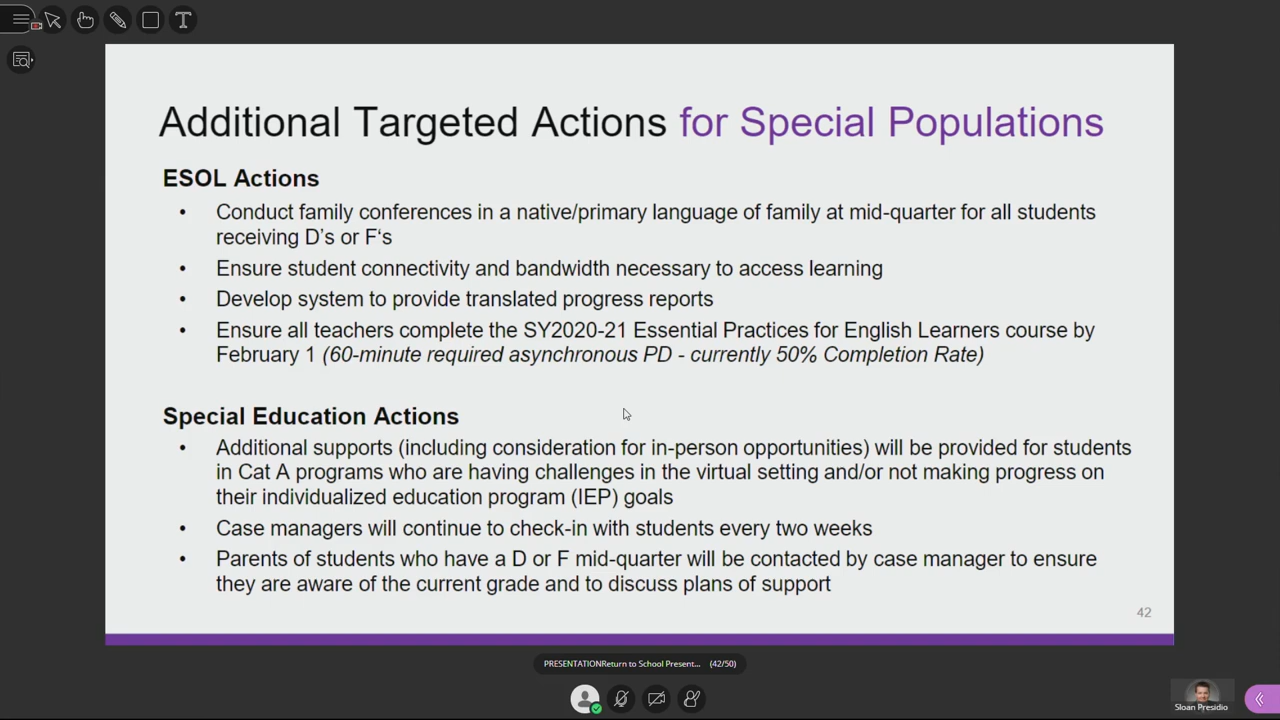 T
Additional Targeted Actions for Special Populations
ESOL Actions
• Conduct family conferences in a native/primary language of family at mid-quarter for all students
receiving D’s or F‘s
• Ensure student connectivity and bandwidth necessary to access learning
• Develop system to provide translated progress reports
• Ensure all teachers complete the SY2020-21 Essential Practices for English Learners course by
February 1 (60-minute required asynchronous PD - currently 50% Completion Rate)
Special Education Actions
• Additional supports (including consideration for in-person opportunities) will be provided for students
in Cat A programs who are having challenges in the virtual setting and/or not making progress on
their individualized education program (IEP) goals
• Case managers will continue to check-in with students every two weeks
• Parents of students who have a D or F mid-quarter will be contacted by case manager to ensure
they are aware of the current grade and to discuss plans of support
42
PRESENTATIONReturn to School Present... (42/50)
Sloan Presidio